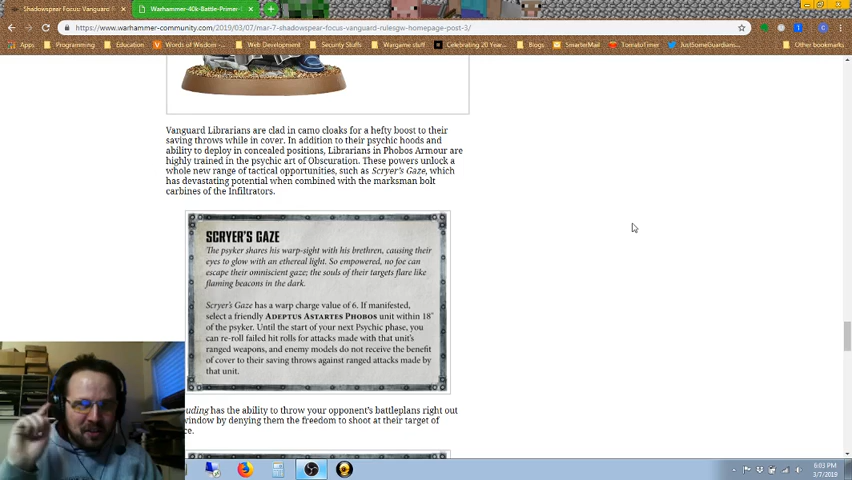 Shadowspear Focus: Vanguard
Warhammer-40k-Battle-Primer-
https://www.warhammer-community.com/2019/03/07/mar-7-shadowspear-focus-vanguard-rulesgw-homepage-post-3/
Apps Programming Education Words of Wisdom - Web Development Security Stuffs Wargame stuff Celebrating 20 Year Blogs SmarterMail TomatoTimer JustSomeGuardians Other bookmarks
Vanguard Librarians are clad in camo cloaks for a hefty boost to their
saving throws while in cover. In addition to their psychic hoods and
ability to deploy in concealed positions, Librarians in Phobos Armour are
highly trained in the psychic art of Obscuration. These powers unlock a
whole new range of tactical opportunities, such as Scryer's Gaze, which
has devastating potential when combined with the marksman bolt
carbines of the Infiltrators.
SCRYER'S GAZE
The psyker shares his warp-sight with his brethren, causing their
eyes to glow with an ethereal light. So empowered, no foe can
escape their omniscient gaze; the souls of their targets flare like
flaming beacons in the dark.
Scryer's Gaze has a warp charge value of 6. If manifested,
select a friendly ADEPTUS ASTARTES PHOBOS unit within 18"
of the psyker. Until the start of your next Psychic phase, you
can re-roll failed hit rolls for attacks made with that unit's
ranged weapons, and enemy models do not receive the benefit
of cover to their saving throws against ranged attacks made by
that unit.
uding has the ability to throw your opponent's battleplans right out
window by denying them the freedom to shoot at their target of
ce.
6:03 PM
3/7/2019